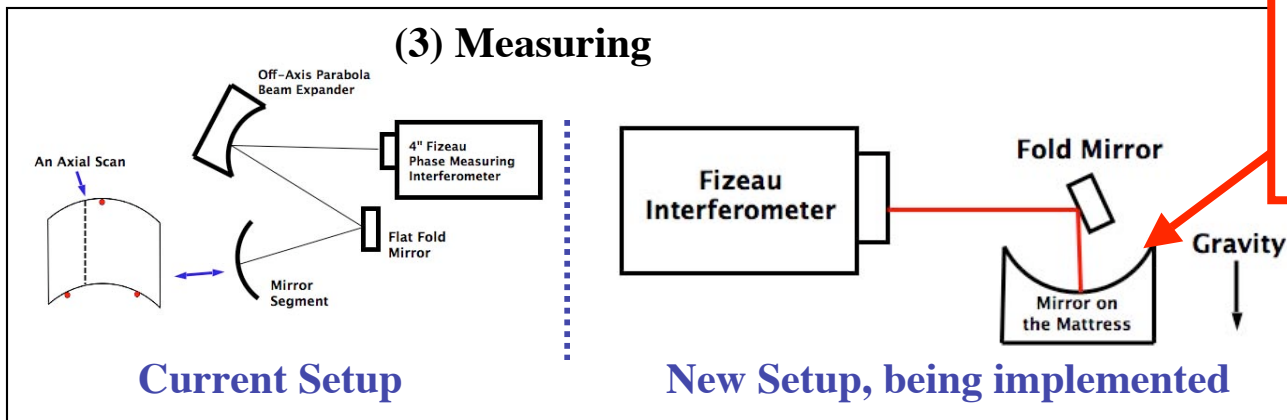 (3) Measuring
Off-Axis Parabola
Beam Expander
An Axial Scan
4" Fizeau
Phase Measuring
Interferometer
Flat Fold
Mirror
Mirror
Segment
Current Setup
Fizeau
Interferometer
Fold Mirror
Gravity
Mirror on
the Mattress
New Setup, being implemented